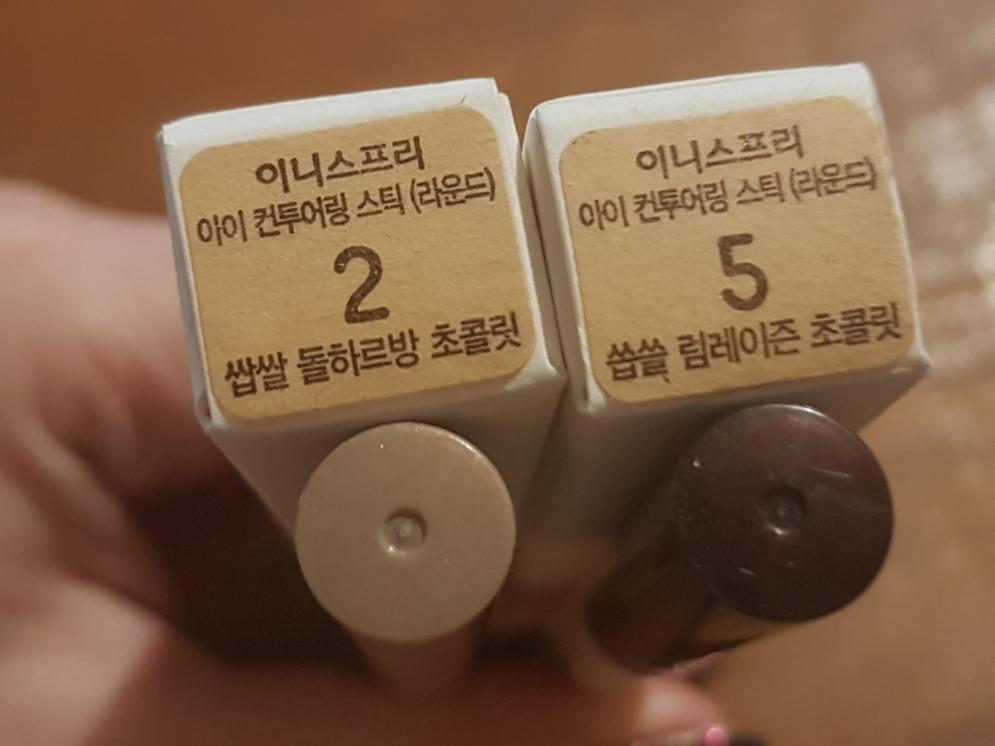 이니스프리
아이 컨투어링 스틱 (라운드)
2
쌉쌀 돌하르방 초콜릿
이니스프리
아이 컨투어링 스틱 (라운드)
5
씁쓸 럼레이즌 초콜릿